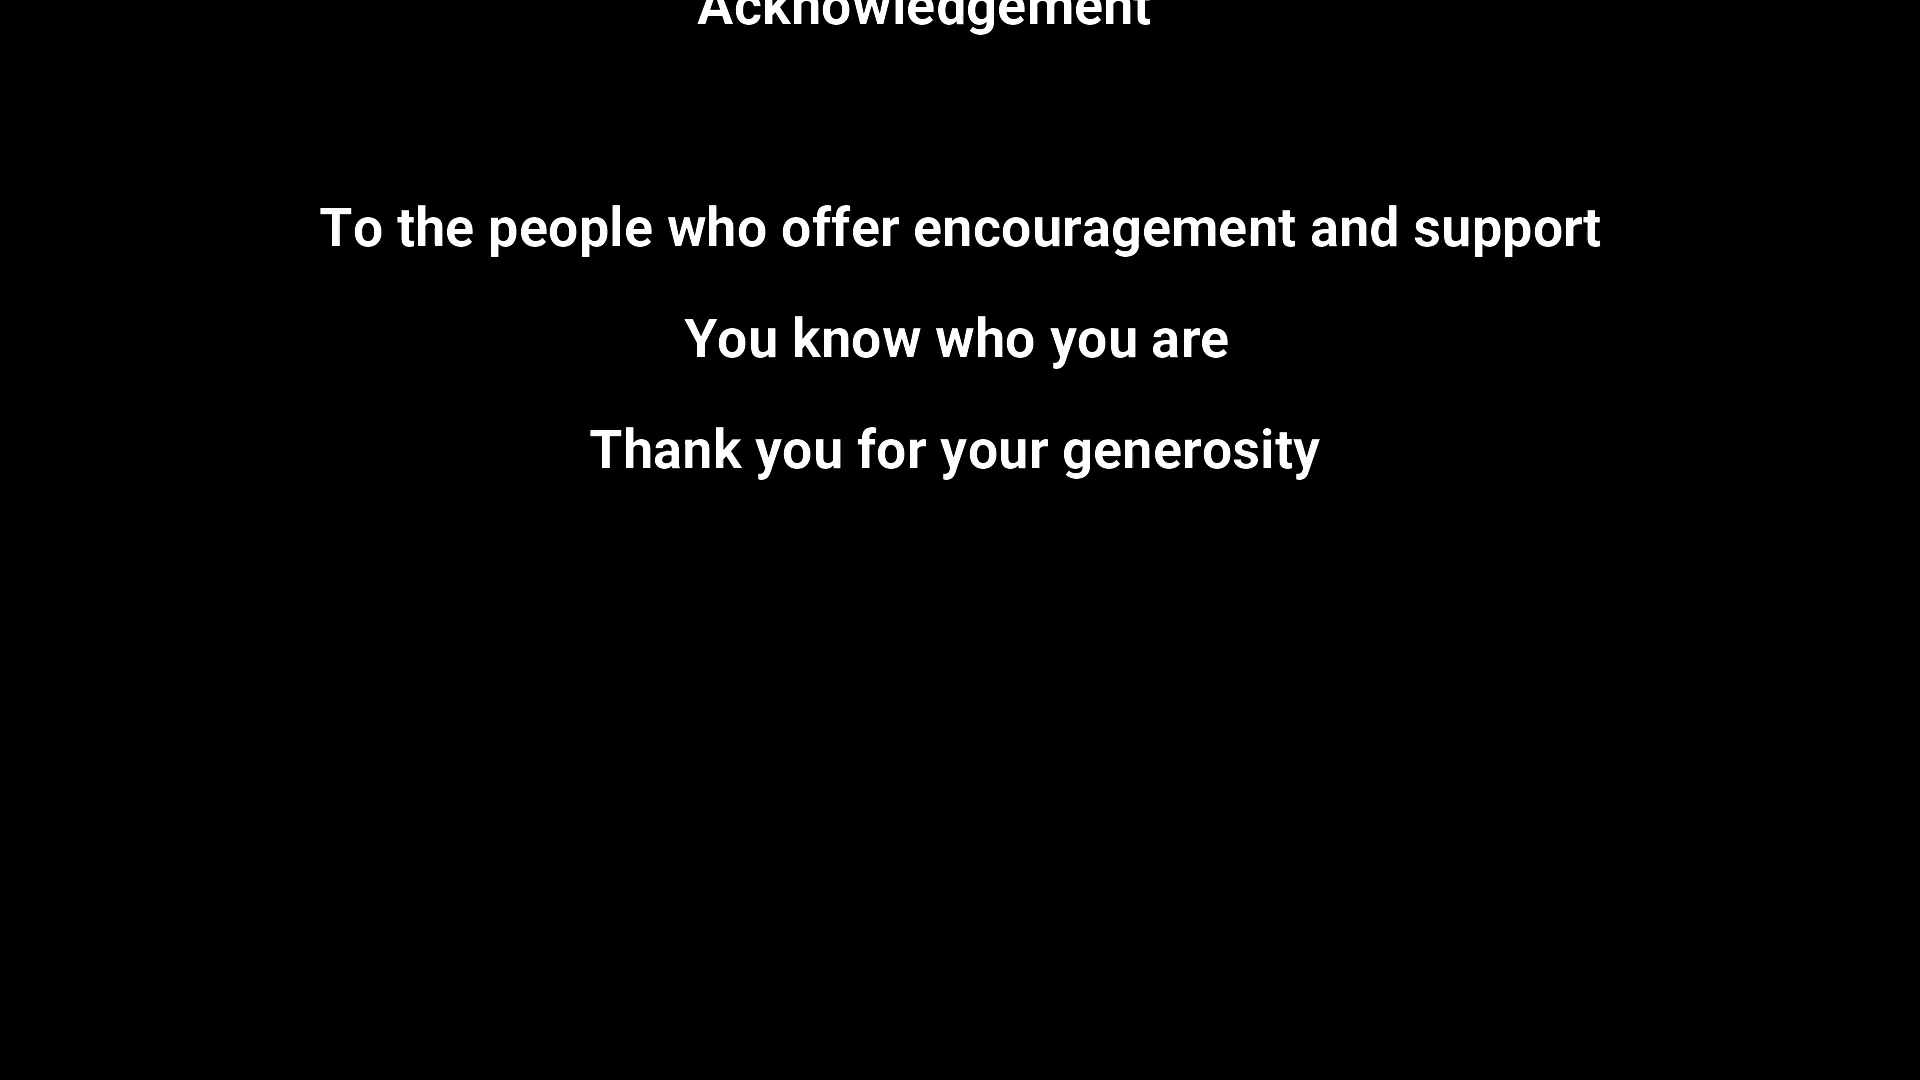 Acknowledgement
To the people who offer encouragement and support
You know who you are
Thank you for your generosity